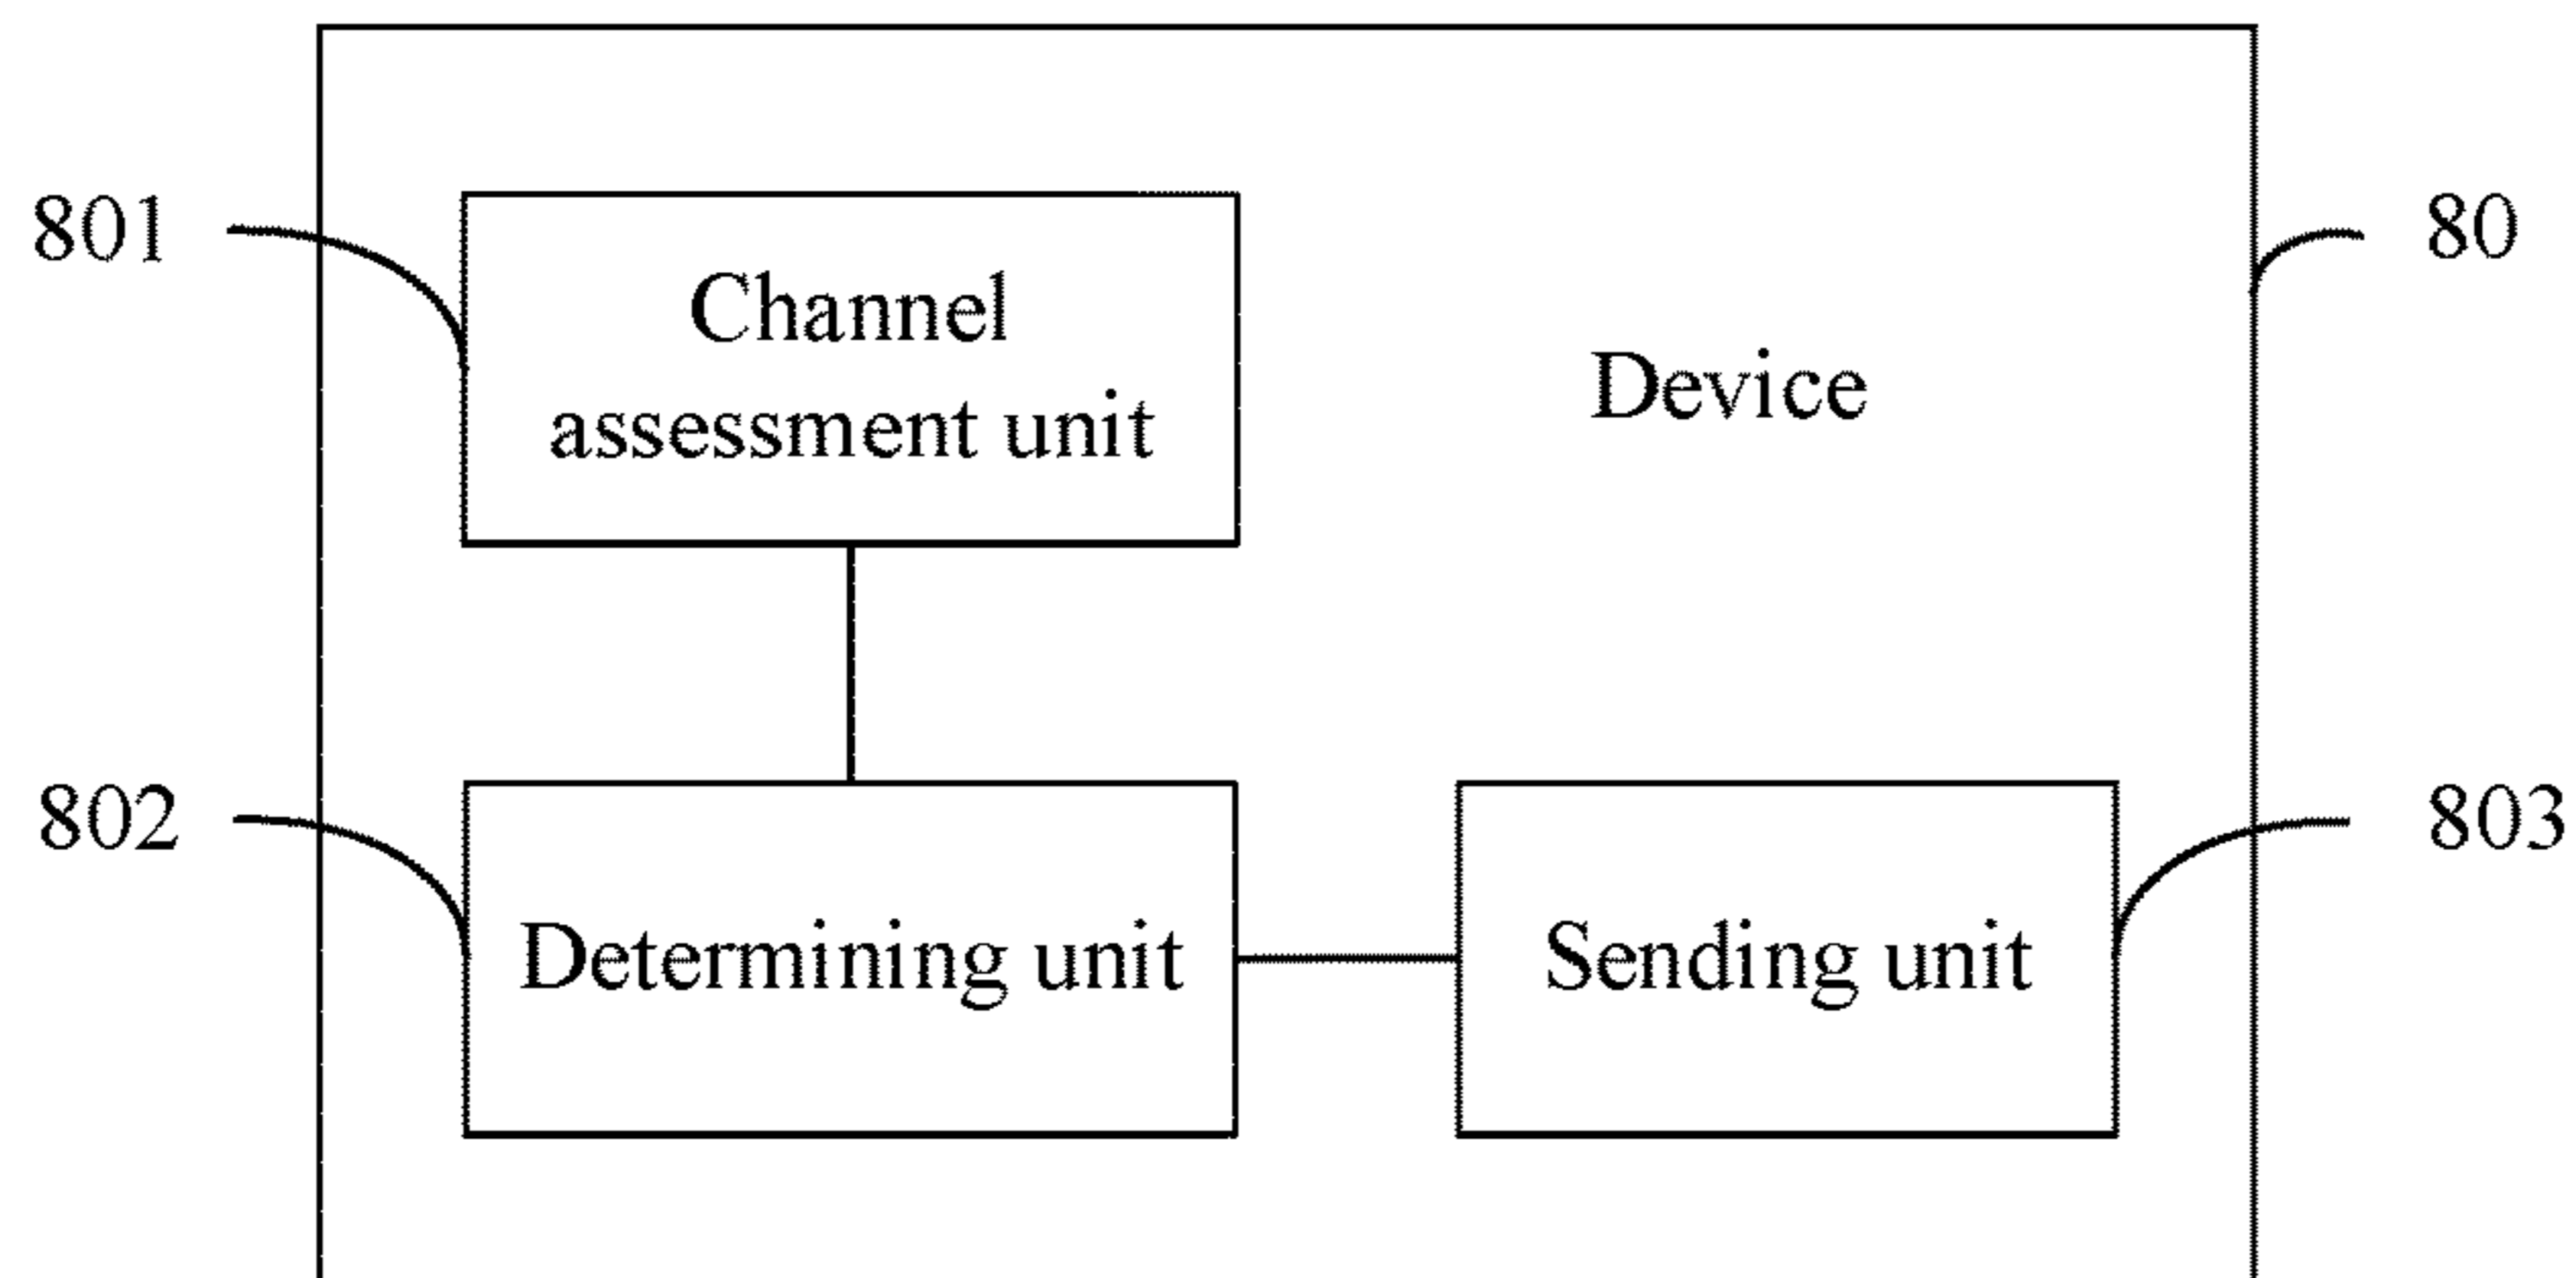 801
80
Channel
assessment unit
Device
802
803
Determining unit
Sending unit